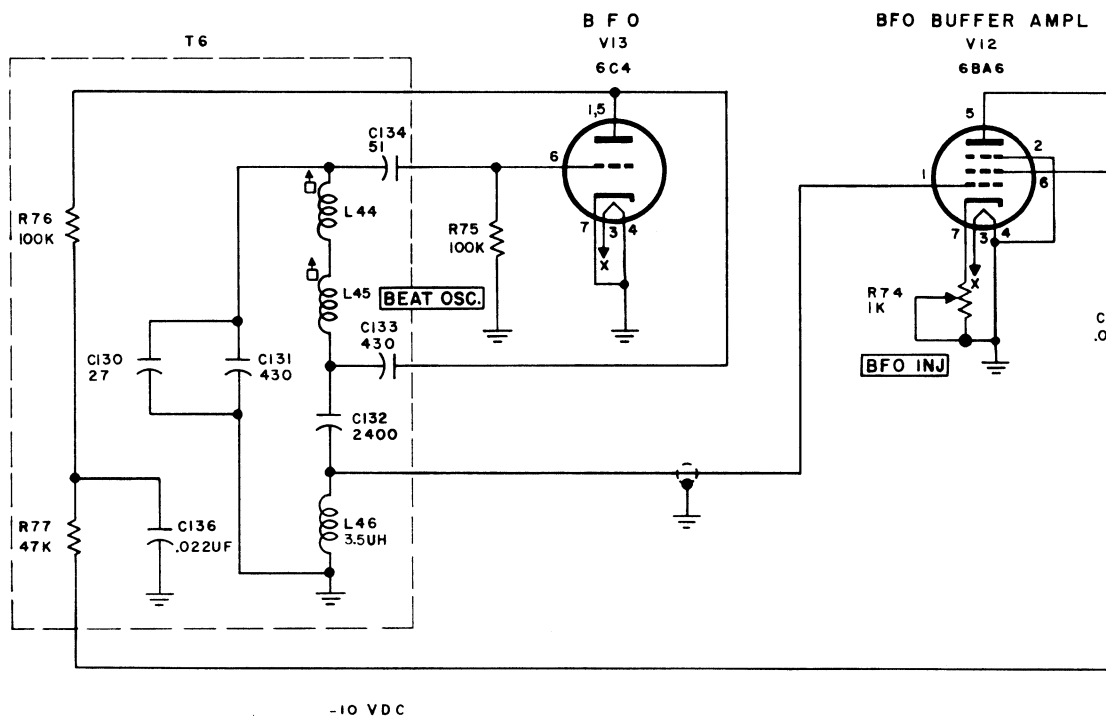 B F O
V13
6C4
BFO BUFFER AMPL
V12
6BA6
T6
1,5
5
C134
51
6
2
1
6
L44
R76
100K
R75
100K
7
3
4
X
7
3
4
X
L45
BEAT OSC.
R74
1K
C133
430
C130
27
C131
430
BFO INJ
C
.0
C132
2400
R77
47K
C136
.022UF
L46
3.5UH
-10 VDC